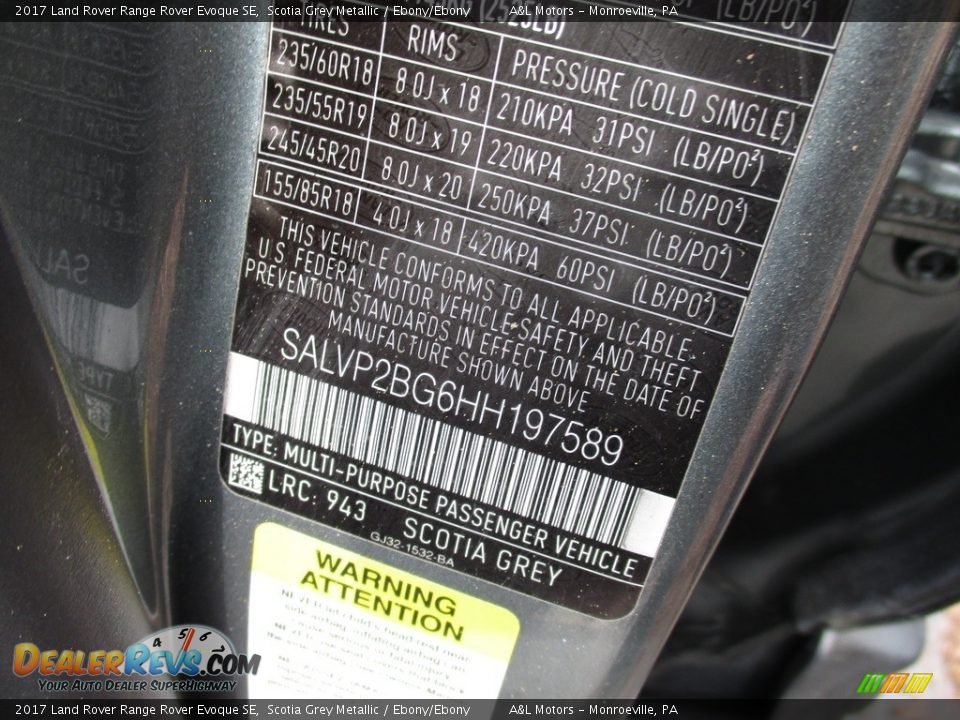 2017 Land Rover Range Rover Evoque SE, Scotia Grey Metallic / Ebony/Ebony A&L Motors - Monroeville, PA
TIRES RIMS PRESSURE (COLD SINGLE)
235/60R18 8.0J x 18 210KPA 31PSI (LB/PO²)
235/55R19 8.0J x 19 220KPA 32PSI (LB/PO²)
245/45R20 8.0J x 20 250KPA 37PSI (LB/PO²)
155/85R18 4.0J x 18 420KPA 60PSI (LB/PO²)
THIS VEHICLE CONFORMS TO ALL APPLICABLE
U.S. FEDERAL MOTOR VEHICLE SAFETY AND THEFT
PREVENTION STANDARDS IN EFFECT ON THE DATE OF
MANUFACTURE SHOWN ABOVE
SALVP2BG6HH197589
TYPE: MULTI-PURPOSE PASSENGER VEHICLE
LRC: 943 SCOTIA GREY
GJ32-1532-BA
WARNING
ATTENTION
DEALERREVS.COM
YOUR AUTO DEALER SUPERHIGHWAY
2017 Land Rover Range Rover Evoque SE, Scotia Grey Metallic / Ebony/Ebony A&L Motors - Monroeville, PA